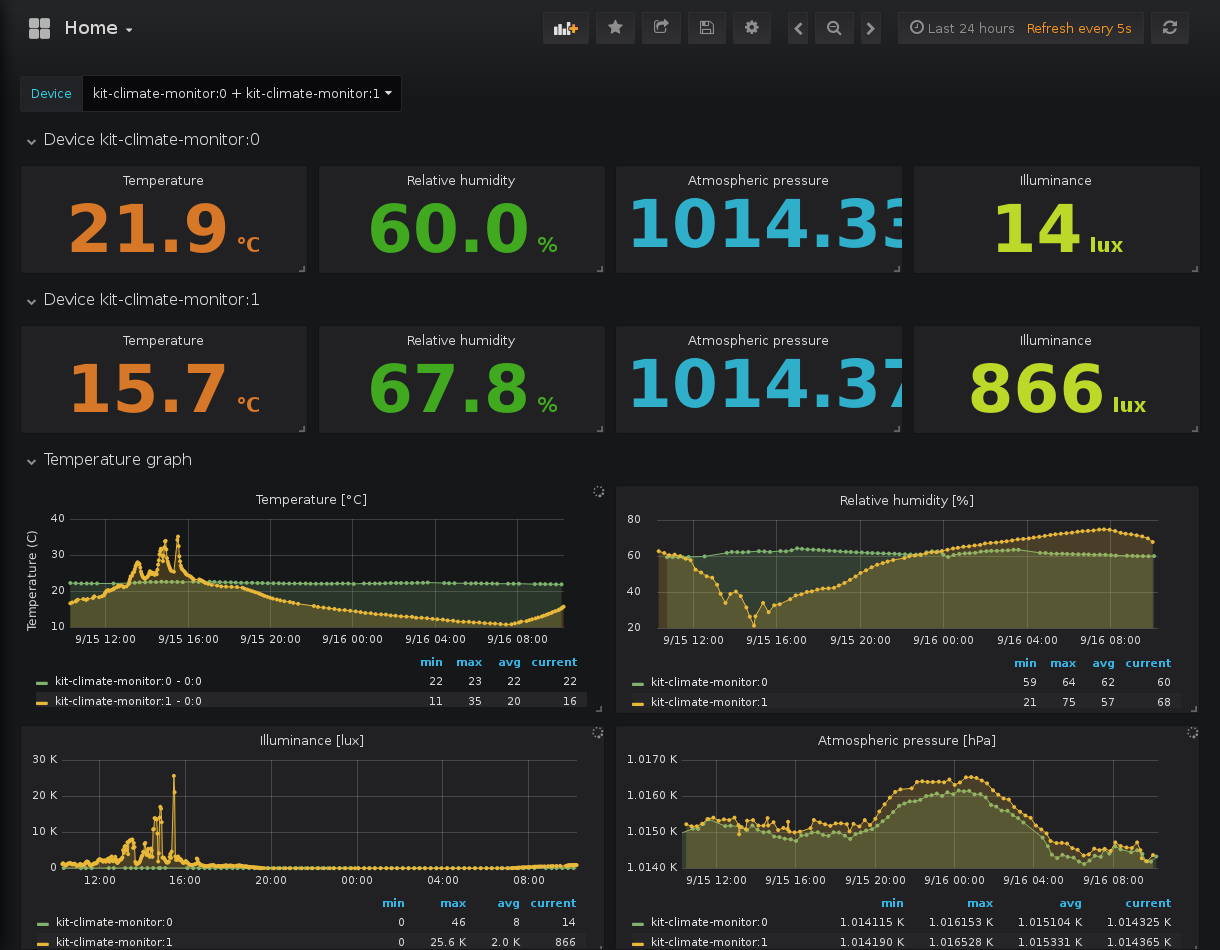 Home
Last 24 hours Refresh every 5s
Device kit-climate-monitor:0 + kit-climate-monitor:1
Device kit-climate-monitor:0
Temperature Relative humidity Atmospheric pressure Illuminance
21.9 °C 60.0 % 1014.33 14 lux
Device kit-climate-monitor:1
Temperature Relative humidity Atmospheric pressure Illuminance
15.7 °C 67.8 % 1014.37 866 lux
Temperature graph
Temperature [°C]
Temperature (C)
40
30
20
10
9/15 12:00 9/15 16:00 9/15 20:00 9/16 00:00 9/16 04:00 9/16 08:00
min max avg current
kit-climate-monitor:0 - 0:0 22 23 22 22
kit-climate-monitor:1 - 0:0 11 35 20 16
Relative humidity [%]
80
60
40
20
9/15 12:00 9/15 16:00 9/15 20:00 9/16 00:00 9/16 04:00 9/16 08:00
min max avg current
kit-climate-monitor:0 59 64 62 60
kit-climate-monitor:1 21 75 57 68
Illuminance [lux]
30 K
20 K
10 K
0
12:00 16:00 20:00 00:00 04:00 08:00
min max avg current
kit-climate-monitor:0 0 46 8 14
kit-climate-monitor:1 0 25.6 K 2.0 K 866
Atmospheric pressure [hPa]
1.0170 K
1.0160 K
1.0150 K
1.0140 K
9/15 12:00 9/15 16:00 9/15 20:00 9/16 00:00 9/16 04:00 9/16 08:00
min max avg current
kit-climate-monitor:0 1.014115 K 1.016153 K 1.015104 K 1.014325 K
kit-climate-monitor:1 1.014190 K 1.016528 K 1.015331 K 1.014365 K